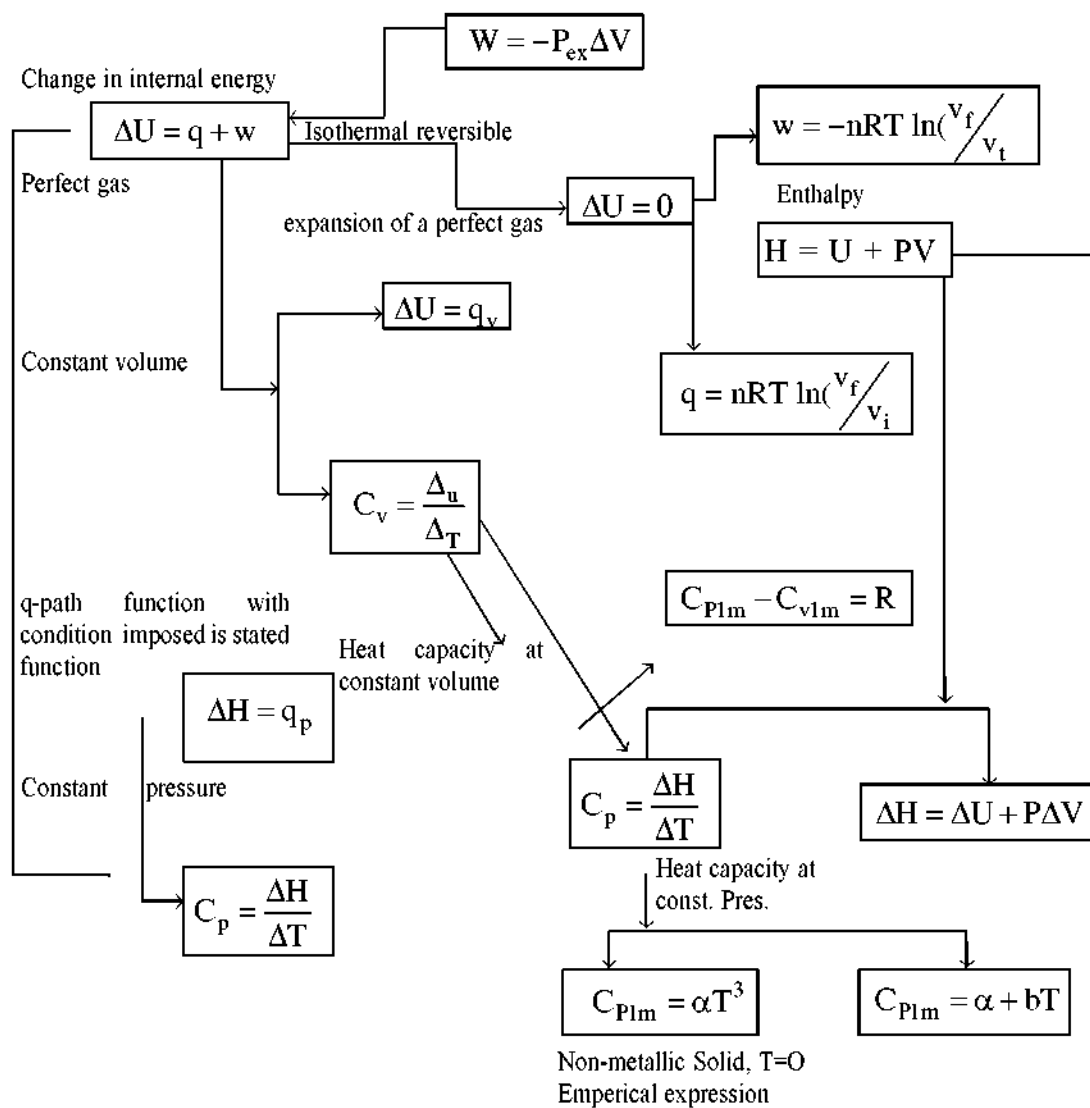 W = −P_ex ΔV
Change in internal energy
ΔU = q + w
Isothermal reversible
w = −nRT ln(v_f/v_t
Perfect gas
expansion of a perfect gas
ΔU = 0
Enthalpy
H = U + PV
ΔU = q_v
Constant volume
q = nRT ln(v_f/v_i
C_v = Δ_u/Δ_T
C_P1m − C_v1m = R
q-path function with
condition imposed is stated
function
Heat capacity at
constant volume
ΔH = q_p
Constant pressure
C_p = ΔH/ΔT
ΔH = ΔU + PΔV
Heat capacity at
const. Pres.
C_p = ΔH/ΔT
C_P1m = αT³
C_P1m = α + bT
Non-metallic Solid, T=O
Emperical expression